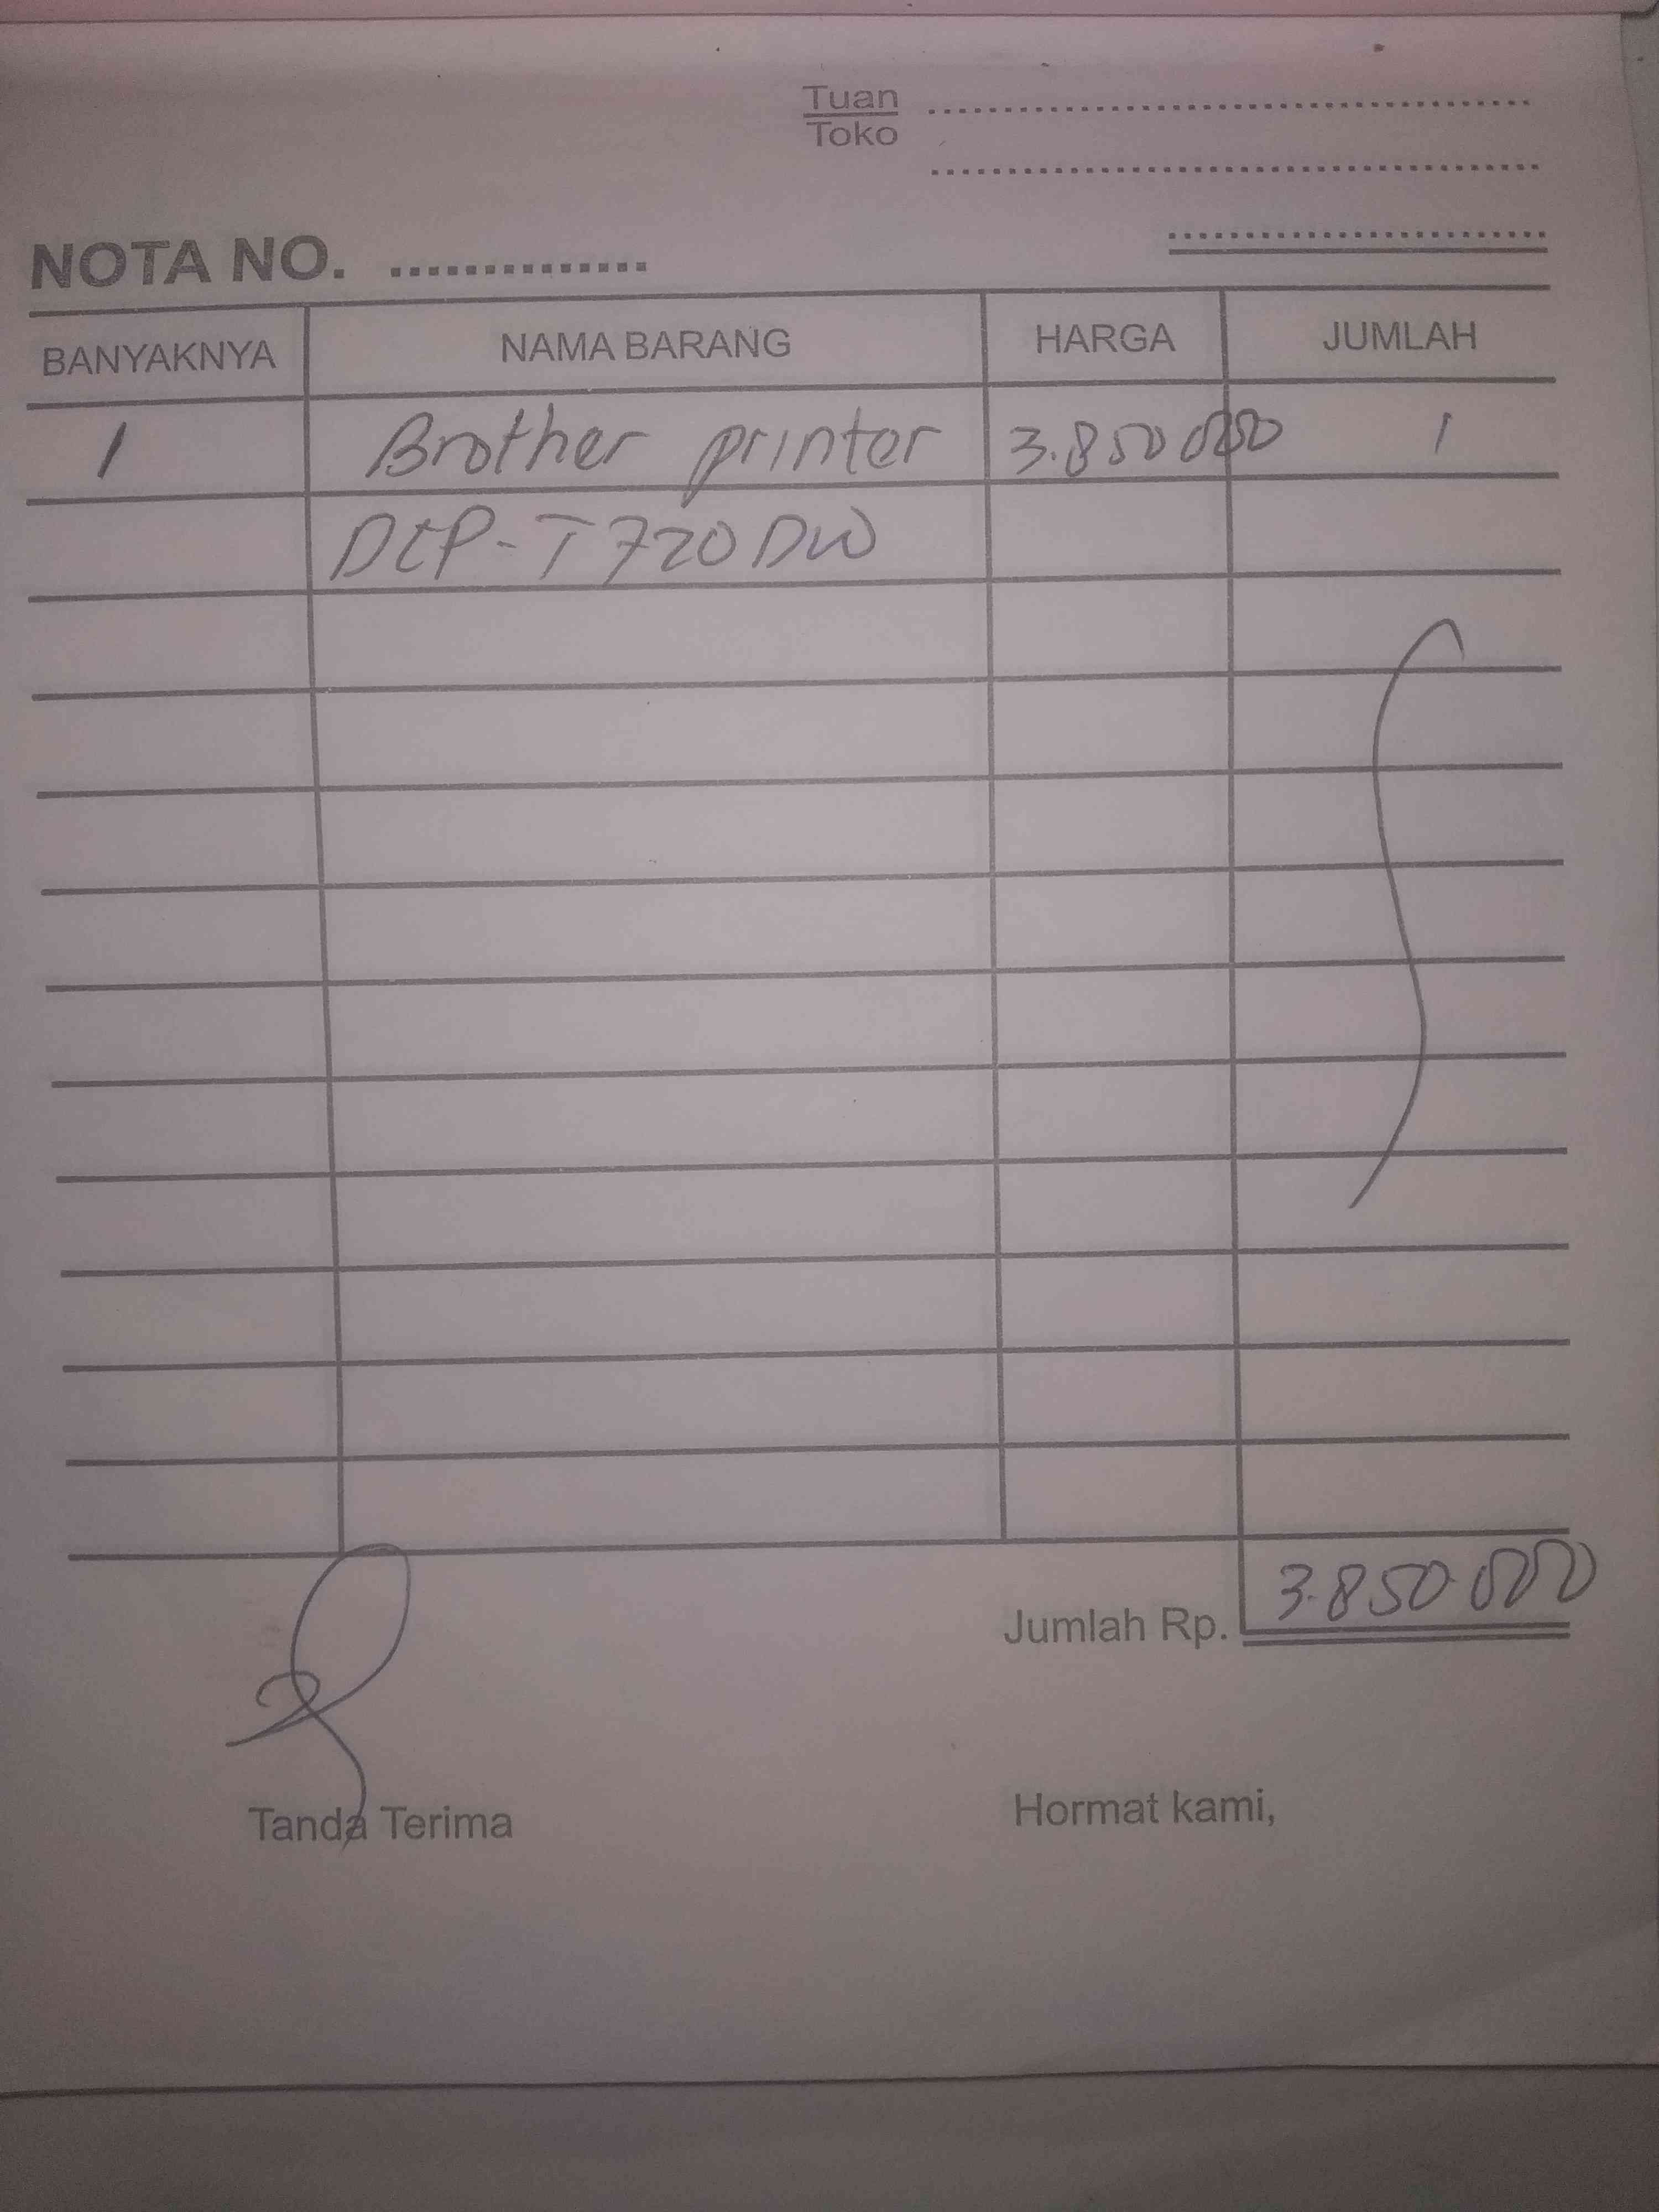 Tuan
Toko
NOTA NO. ..............
BANYAKNYA NAMA BARANG HARGA JUMLAH
1 Brother printer 3.850 000 1
DCP-T720DW
Jumlah Rp. 3.850.000
Tanda Terima Hormat kami,